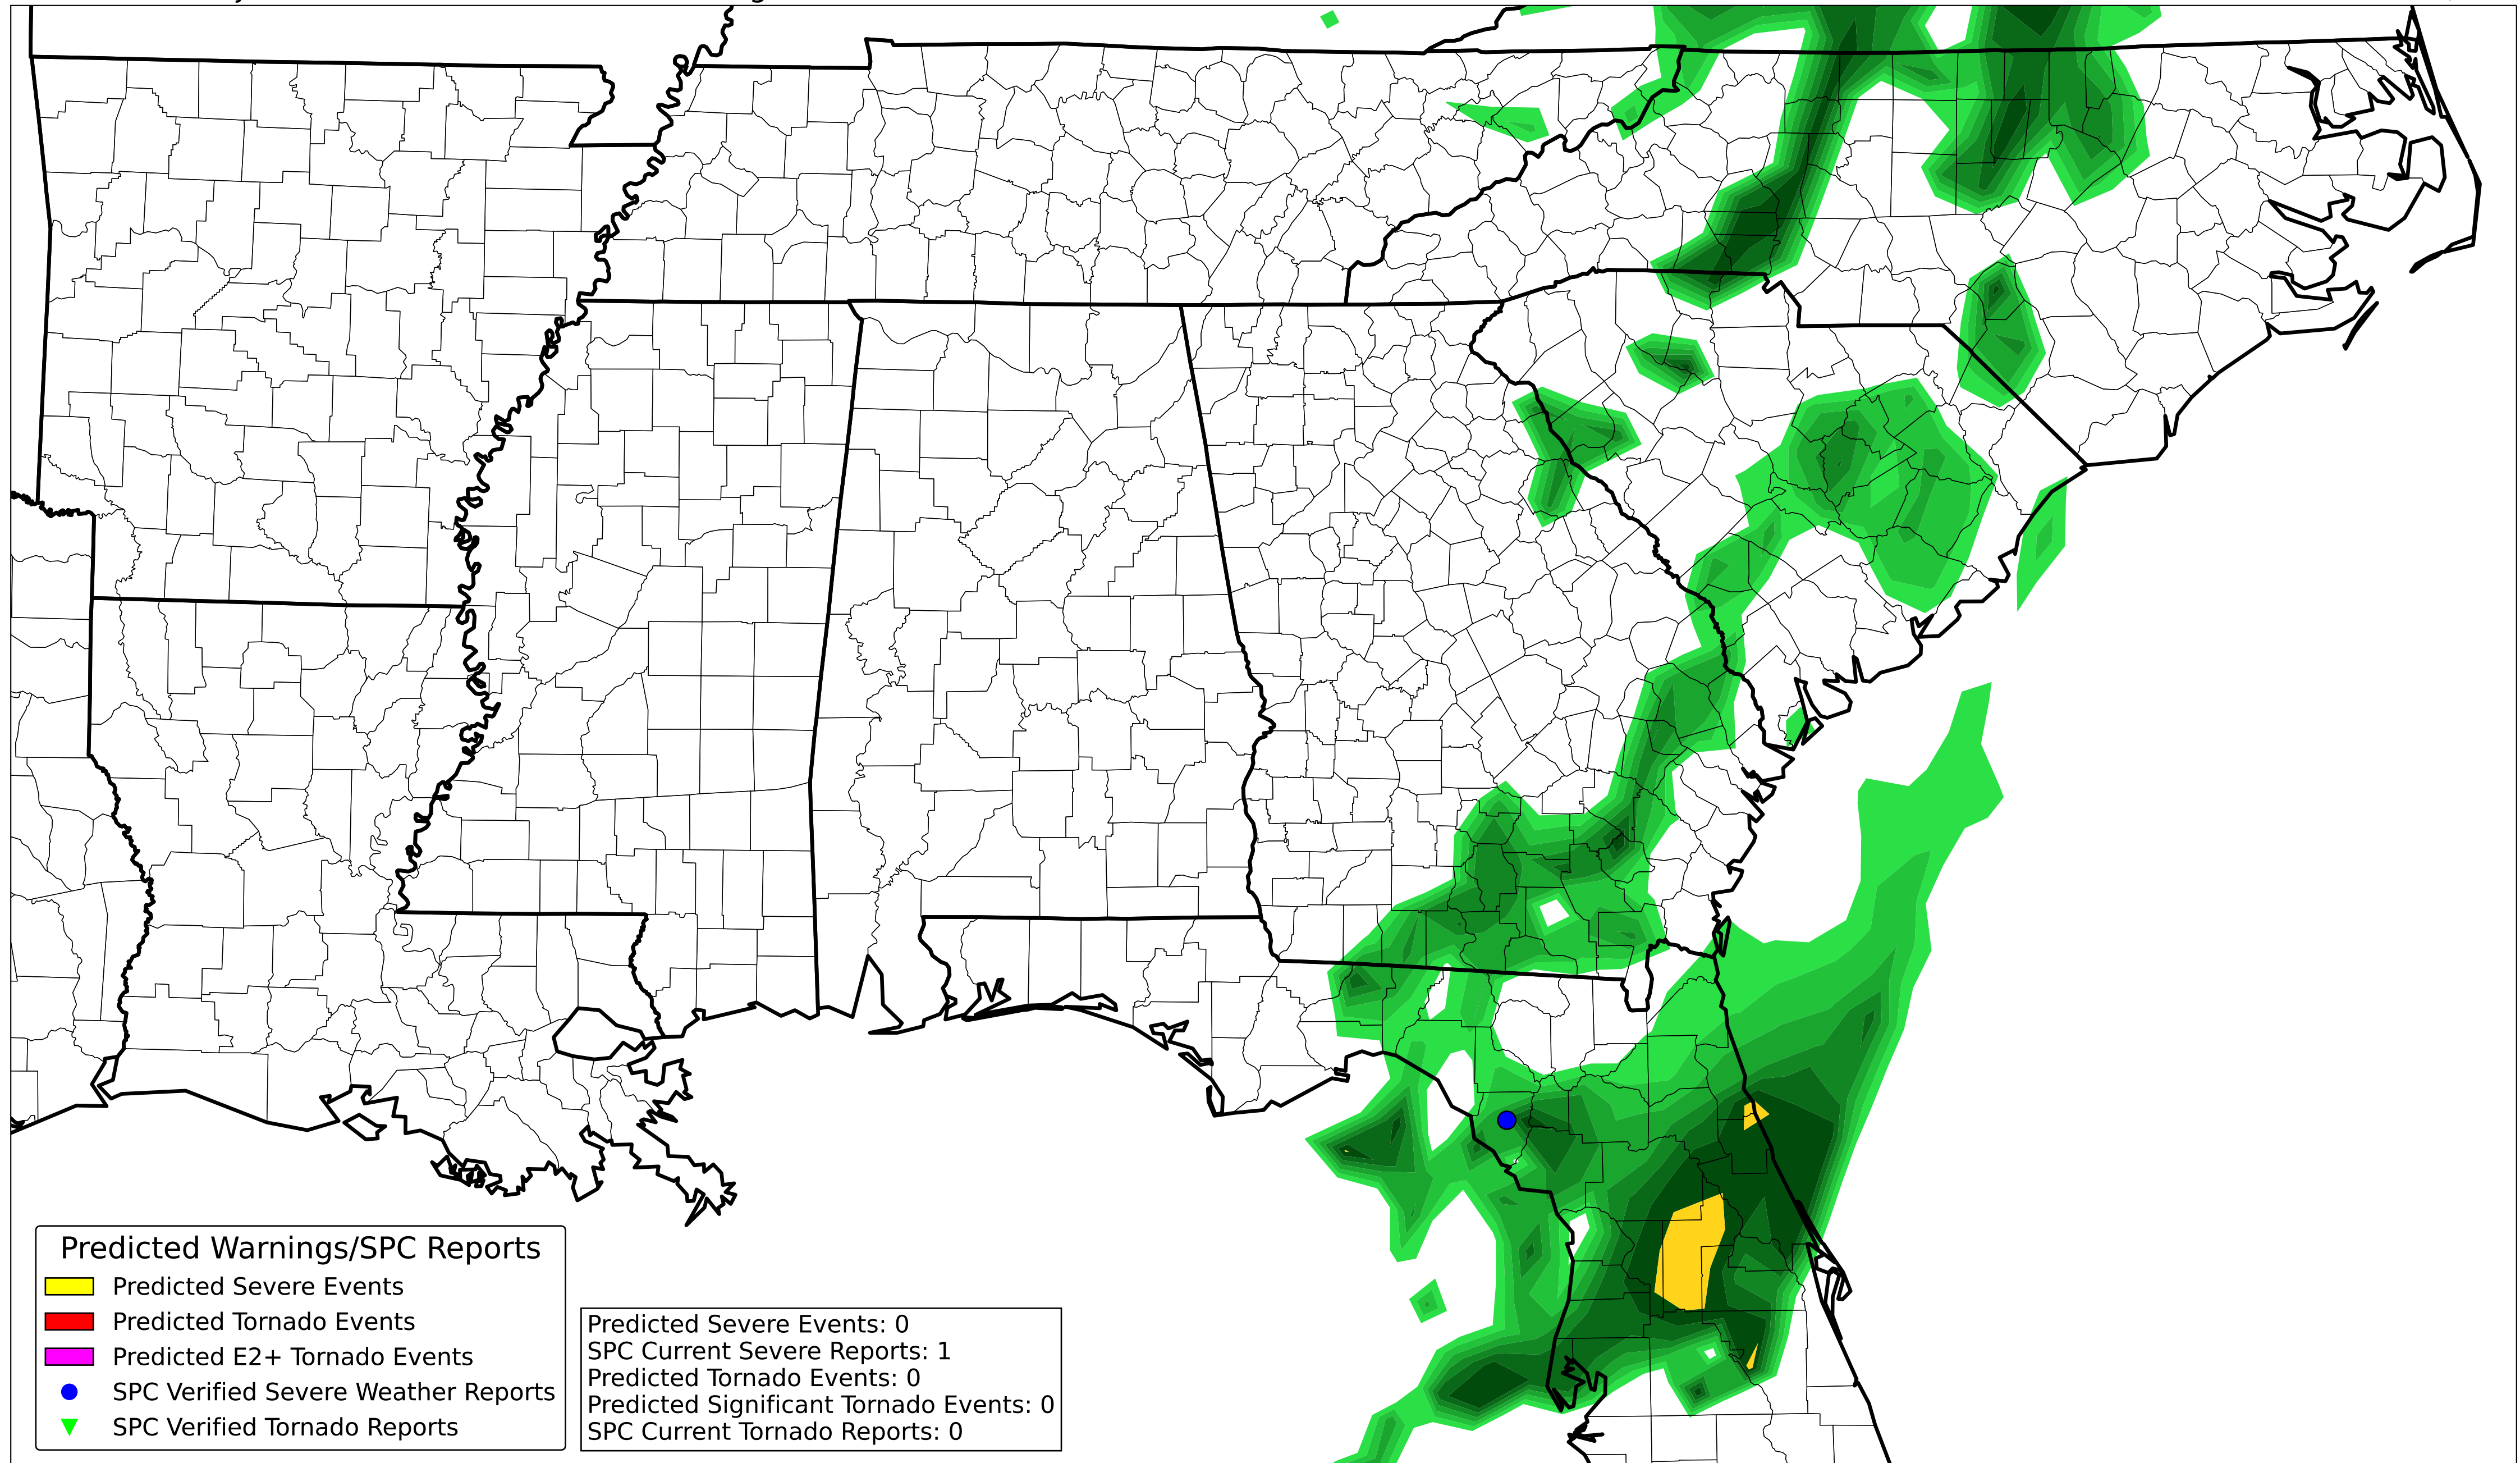 Predicted Warnings/SPC Reports
Predicted Severe Events
Predicted Tornado Events
Predicted E2+ Tornado Events
SPC Verified Severe Weather Reports
SPC Verified Tornado Reports
Predicted Severe Events: 0
SPC Current Severe Reports: 1
Predicted Tornado Events: 0
Predicted Significant Tornado Events: 0
SPC Current Tornado Reports: 0